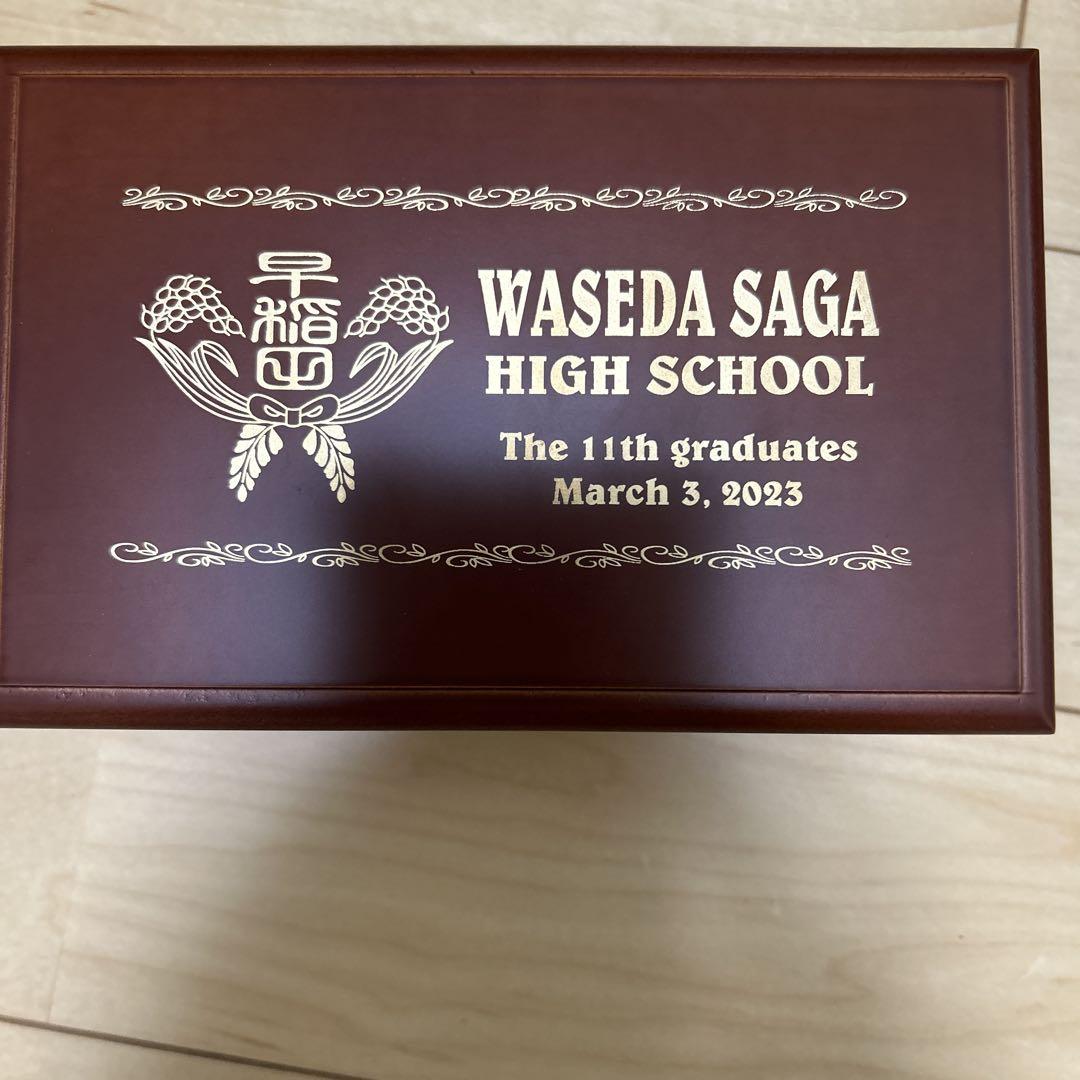 早
稲
田
WASEDA SAGA
HIGH SCHOOL
The 11th graduates
March 3, 2023